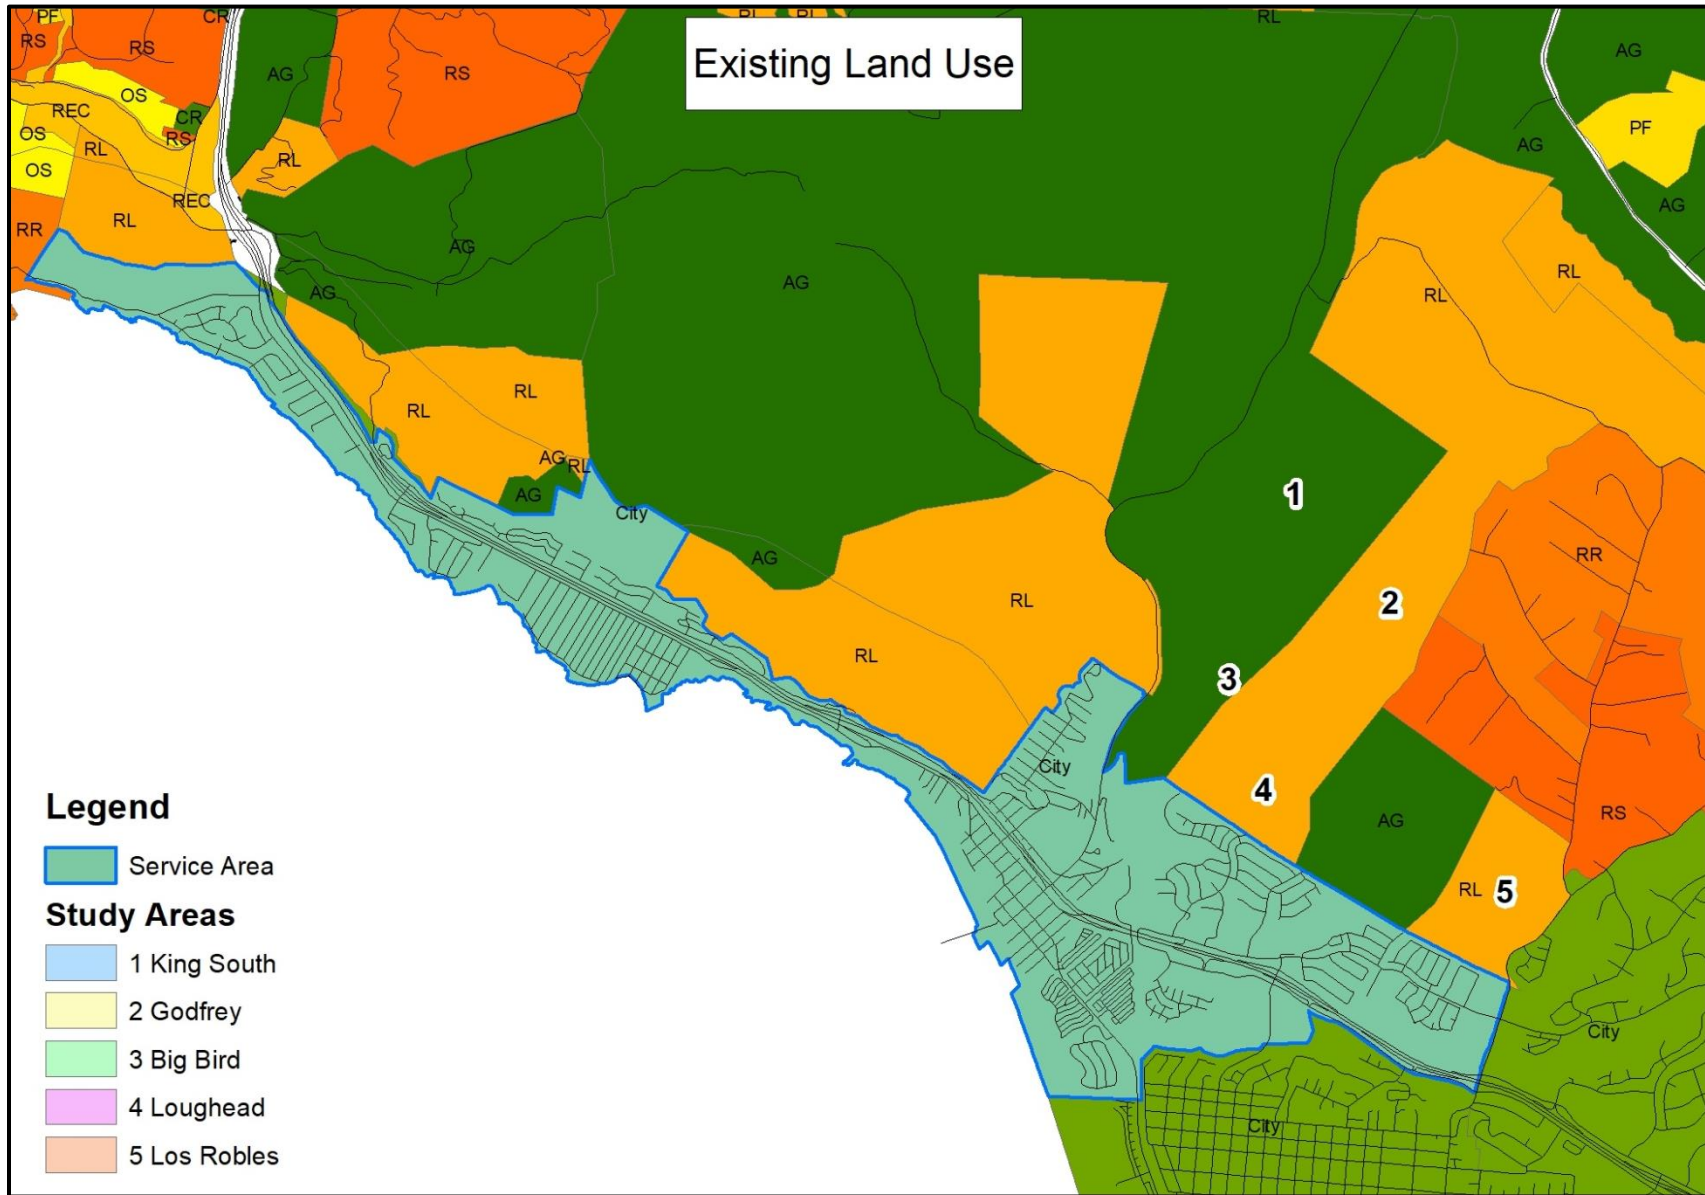 PF
CR
RL
RL
RL
RS
RS
AG
RS
Existing Land Use
AG
OS
REC
CR
RS
OS
RL
OS
RL
PF
AG
AG
REC
RL
RR
AG
AG
AG
RL
RL
AG
RL
RL
AG
RL
AG
City
1
AG
RR
RL
2
RL
3
City
4
AG
RS
RL
5
City
City
Legend
Service Area
Study Areas
1 King South
2 Godfrey
3 Big Bird
4 Loughead
5 Los Robles